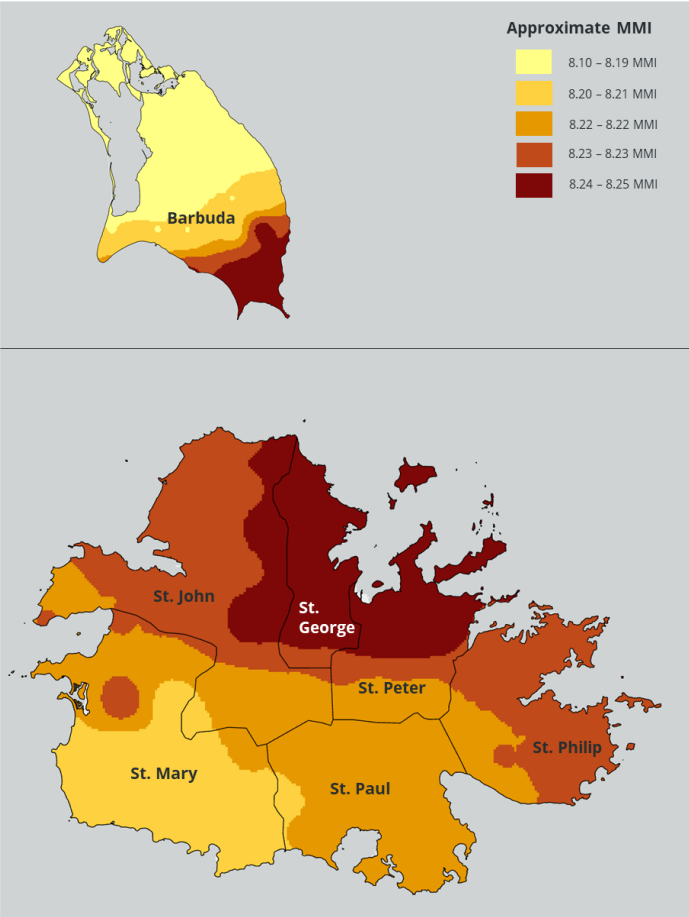 Approximate MMI
8.10 – 8.19 MMI
8.20 – 8.21 MMI
8.22 – 8.22 MMI
8.23 – 8.23 MMI
8.24 – 8.25 MMI
Barbuda
St. John
St.
George
St. Peter
St. Philip
St. Mary
St. Paul